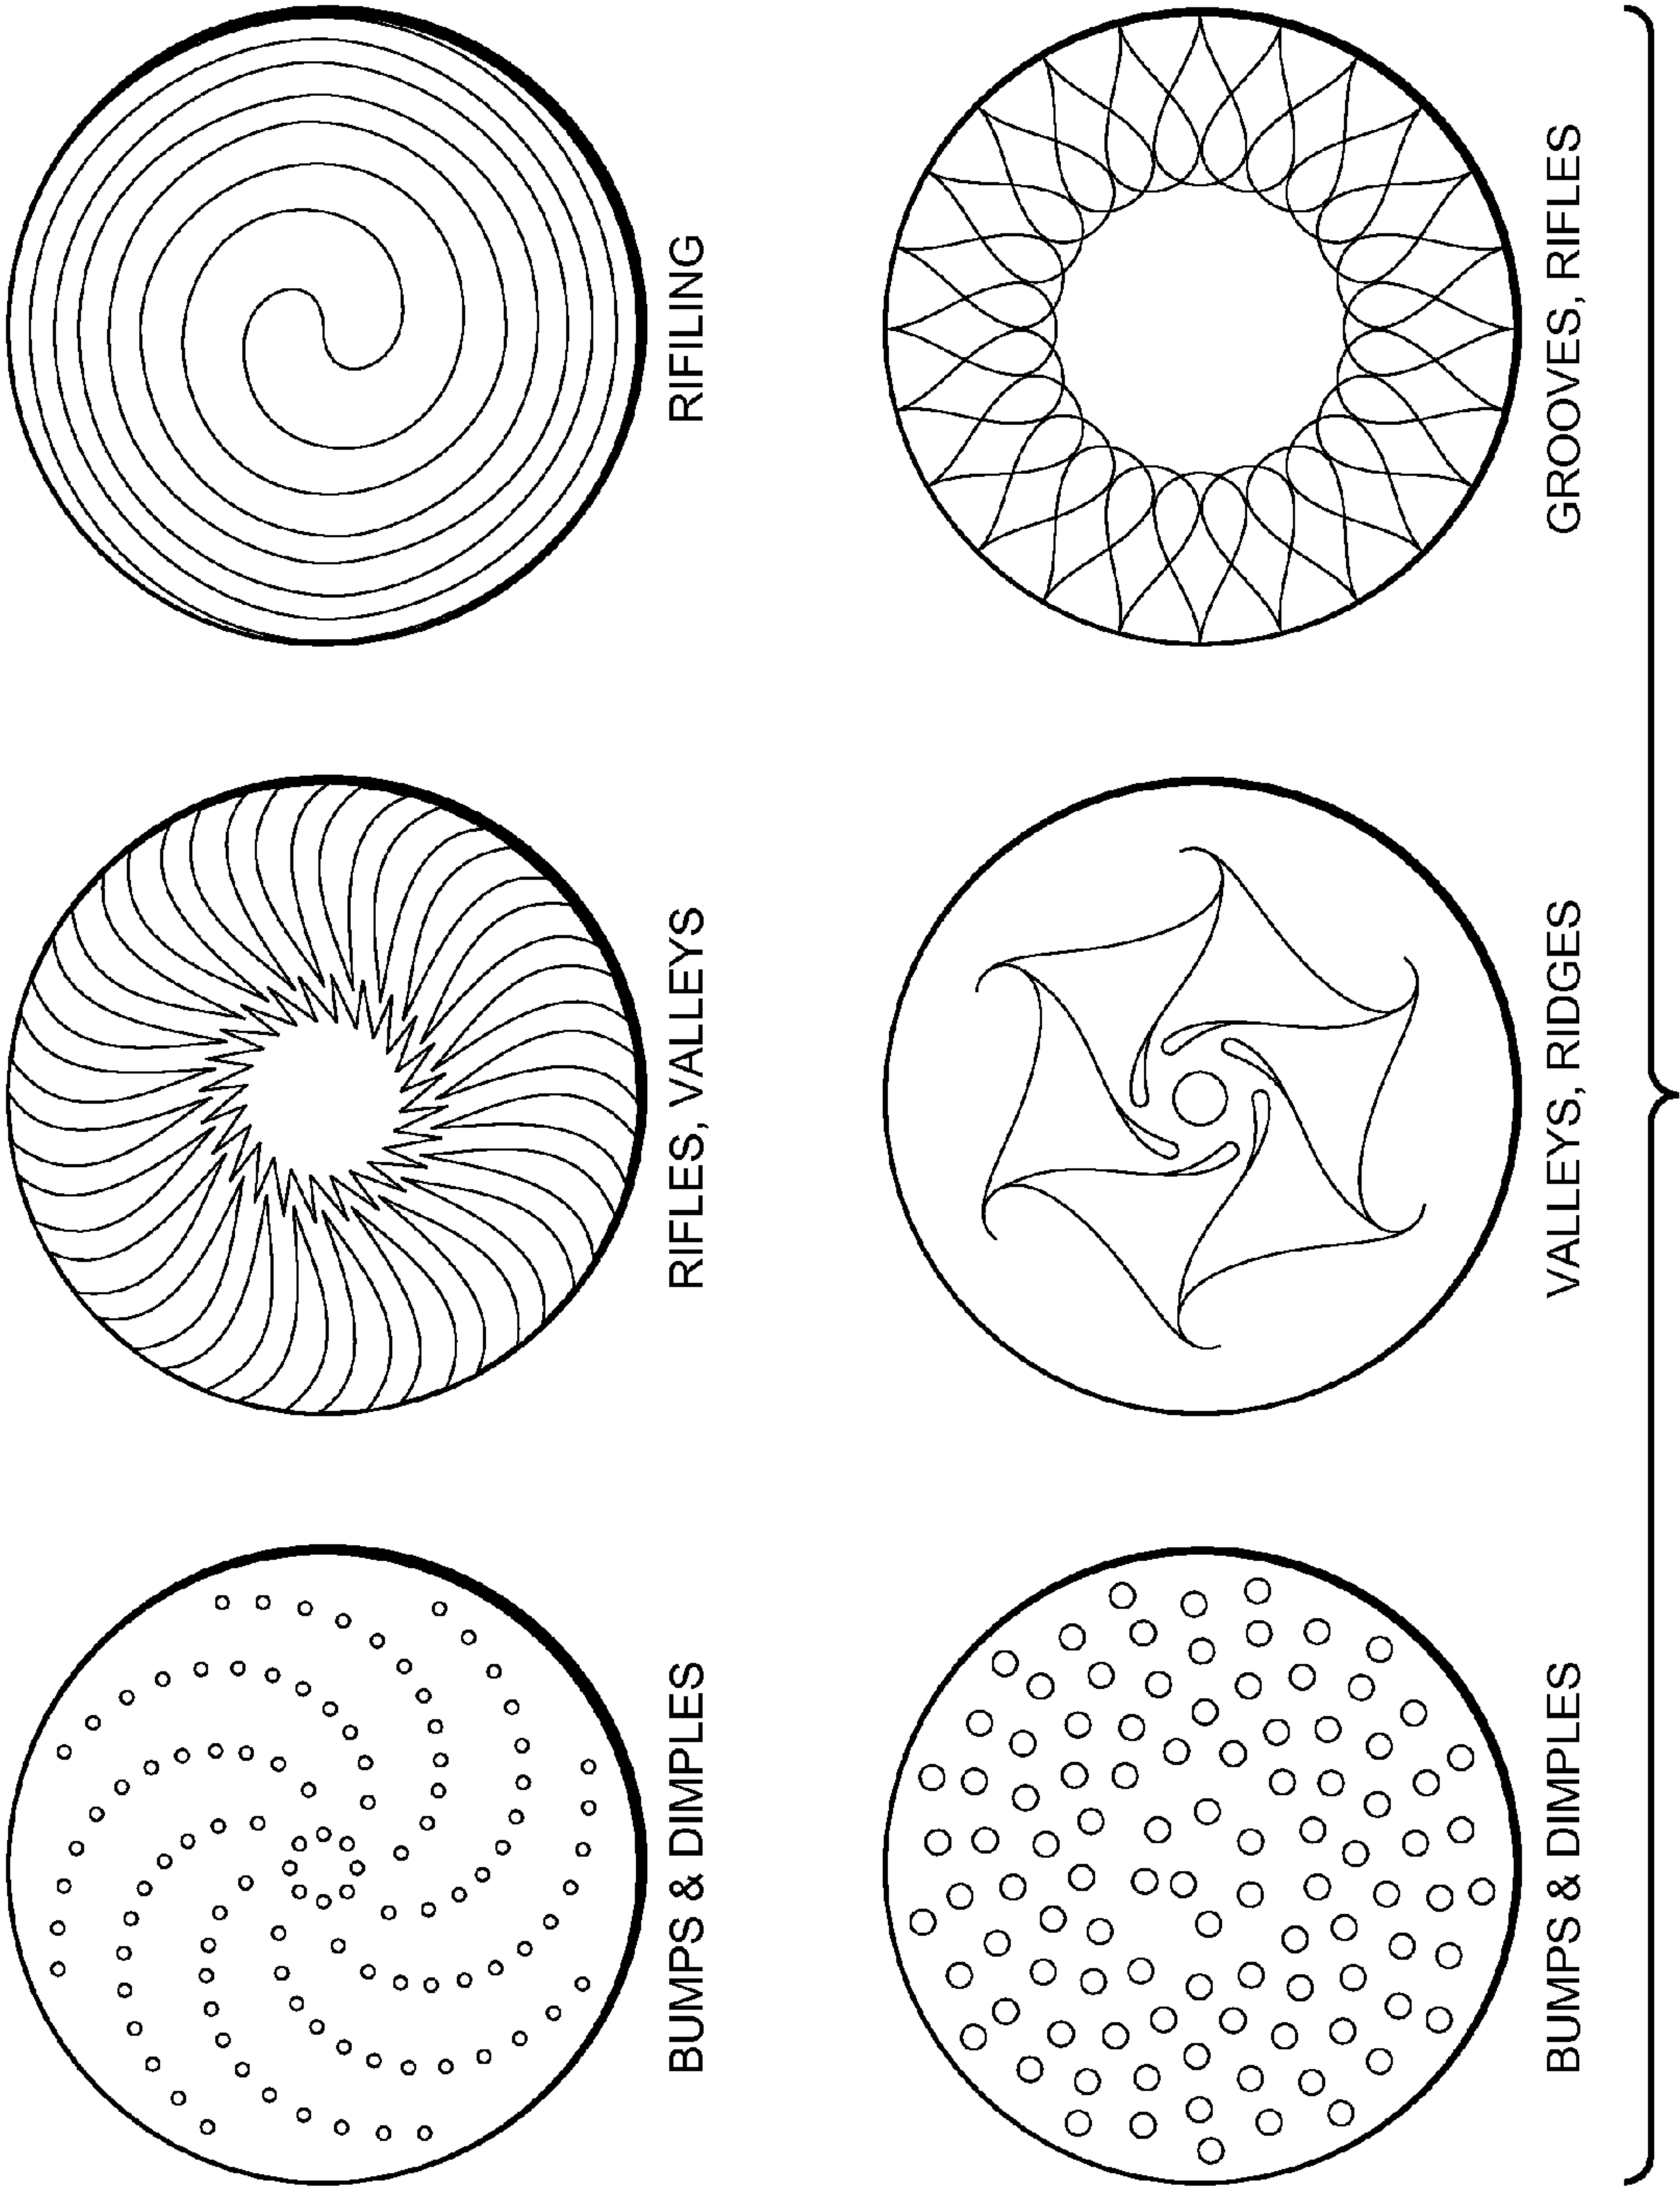 BUMPS & DIMPLES
RIFLES, VALLEYS
RIFILING
BUMPS & DIMPLES
VALLEYS, RIDGES
GROOVES, RIFLES